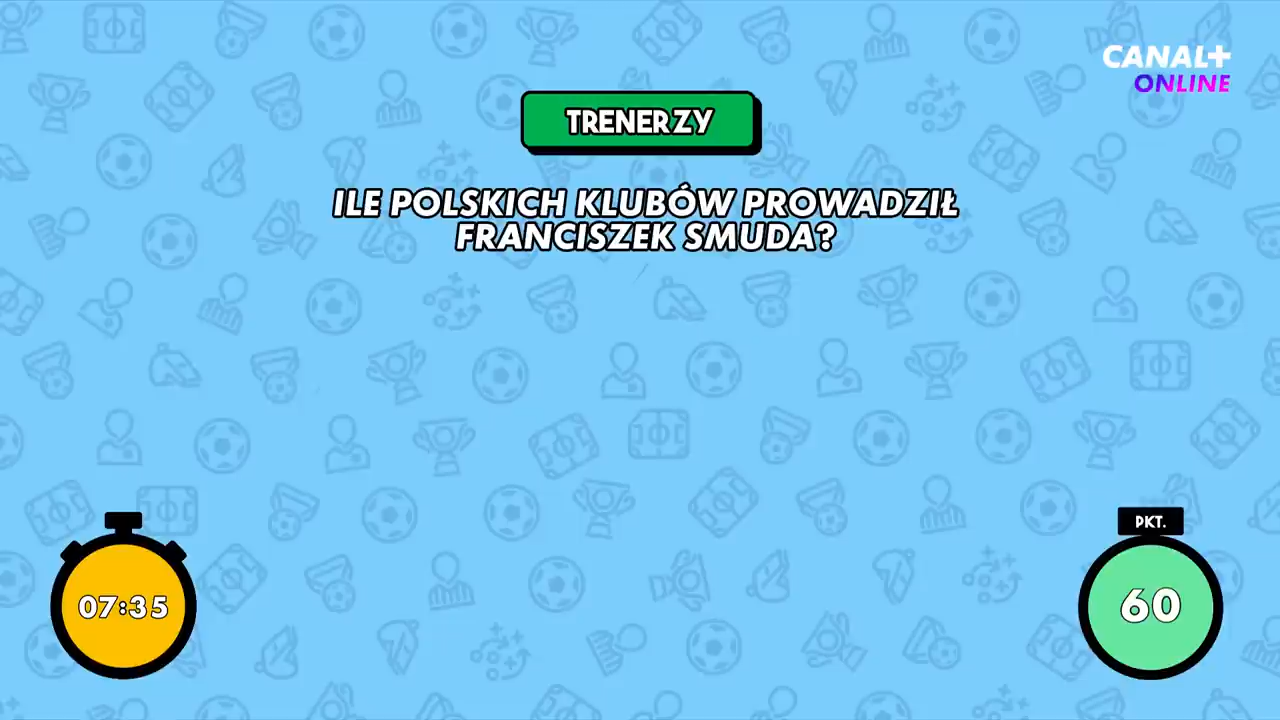 CANAL+
ONLINE
TRENERZY
ILE POLSKICH KLUBÓW PROWADZIŁ
FRANCISZEK SMUDA?
PKT.
07:35
60